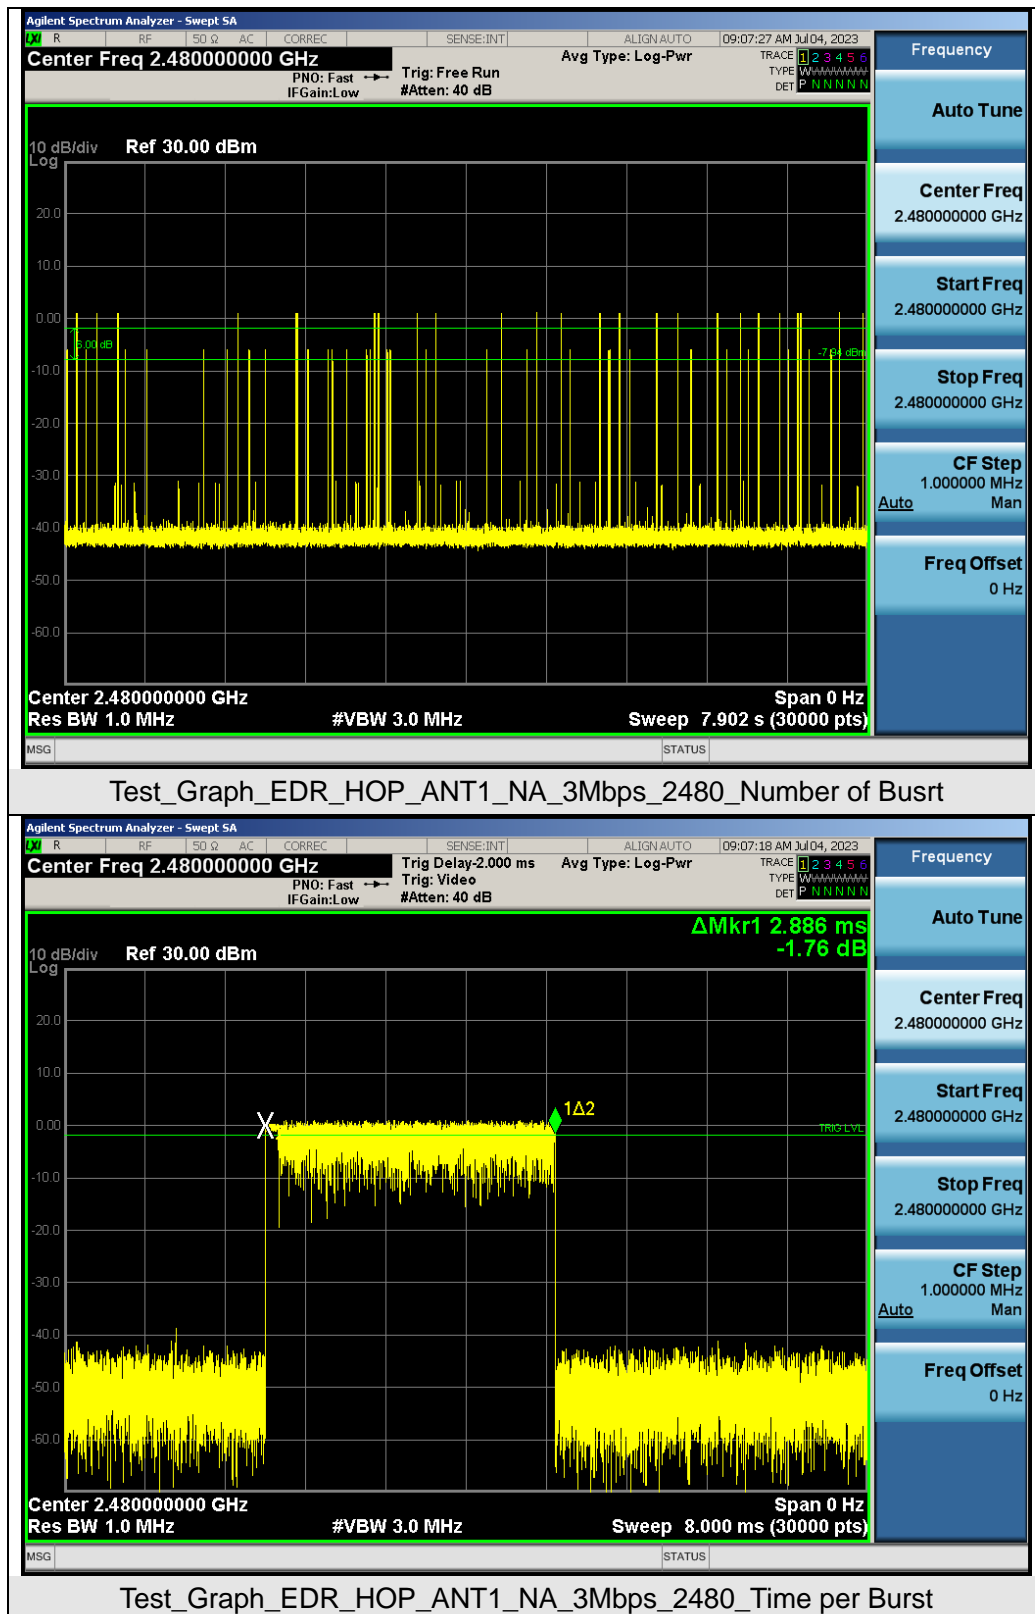 Agilent Spectrum Analyzer - Swept SA
LXI R RF 50 Ω AC CORREC SENSE:INT ALIGN AUTO 09:07:27 AM Jul 04, 2023
Center Freq 2.480000000 GHz Avg Type: Log-Pwr TRACE 1 2 3 4 5 6
PNO: Fast Trig: Free Run TYPE W
IFGain:Low #Atten: 40 dB DET P N N N N N
10 dB/div Ref 30.00 dBm
Log
20.0
10.0
0.00
6.00 dB
-7.94 dBm
-10.0
-20.0
-30.0
-40.0
-50.0
-60.0
Center 2.480000000 GHz Span 0 Hz
Res BW 1.0 MHz #VBW 3.0 MHz Sweep 7.902 s (30000 pts)
MSG STATUS
Frequency
Auto Tune
Center Freq
2.480000000 GHz
Start Freq
2.480000000 GHz
Stop Freq
2.480000000 GHz
CF Step
1.000000 MHz
Auto Man
Freq Offset
0 Hz
Test_Graph_EDR_HOP_ANT1_NA_3Mbps_2480_Number of Busrt
Agilent Spectrum Analyzer - Swept SA
LXI R RF 50 Ω AC CORREC SENSE:INT ALIGN AUTO 09:07:18 AM Jul 04, 2023
Center Freq 2.480000000 GHz Trig Delay-2.000 ms Avg Type: Log-Pwr TRACE 1 2 3 4 5 6
PNO: Fast Trig: Video TYPE W
IFGain:Low #Atten: 40 dB DET P N N N N N
ΔMkr1 2.886 ms
-1.76 dB
10 dB/div Ref 30.00 dBm
Log
20.0
10.0
1Δ2
0.00
TRIG LVL
-10.0
-20.0
-30.0
-40.0
-50.0
-60.0
Center 2.480000000 GHz Span 0 Hz
Res BW 1.0 MHz #VBW 3.0 MHz Sweep 8.000 ms (30000 pts)
MSG STATUS
Frequency
Auto Tune
Center Freq
2.480000000 GHz
Start Freq
2.480000000 GHz
Stop Freq
2.480000000 GHz
CF Step
1.000000 MHz
Auto Man
Freq Offset
0 Hz
Test_Graph_EDR_HOP_ANT1_NA_3Mbps_2480_Time per Burst